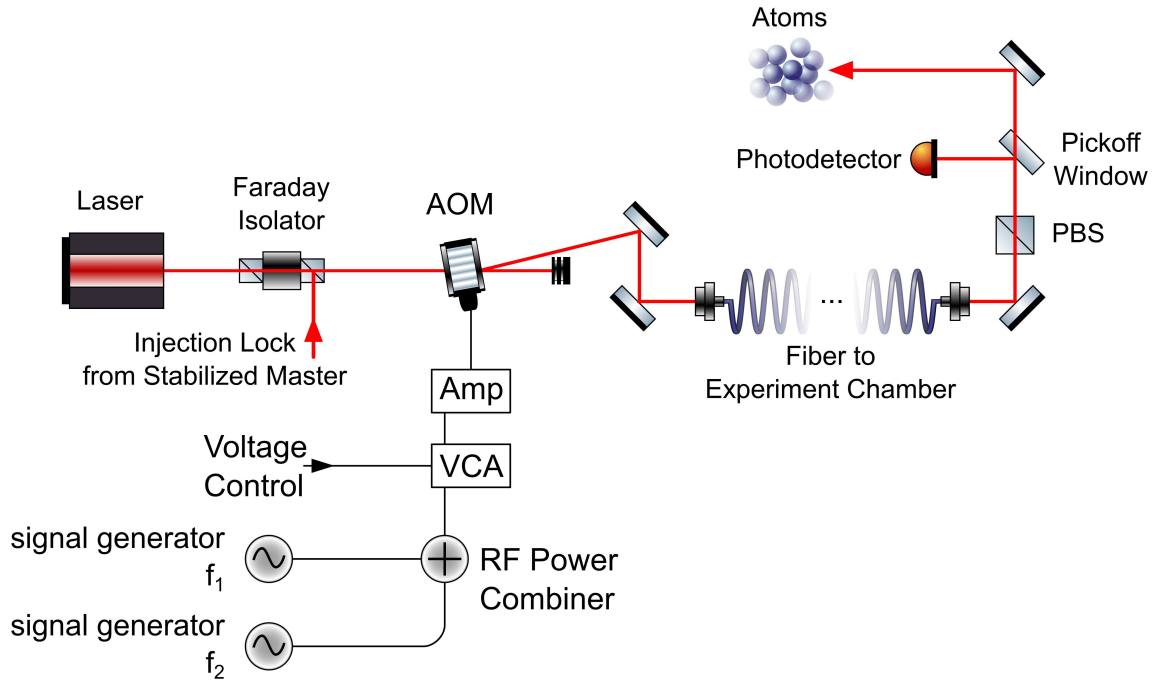 Atoms
Photodetector
Pickoff
Window
PBS
Laser
Faraday
Isolator
AOM
Injection Lock
from Stabilized Master
...
Fiber to
Experiment Chamber
Amp
Voltage
Control
VCA
signal generator
f₁
RF Power
Combiner
signal generator
f₂